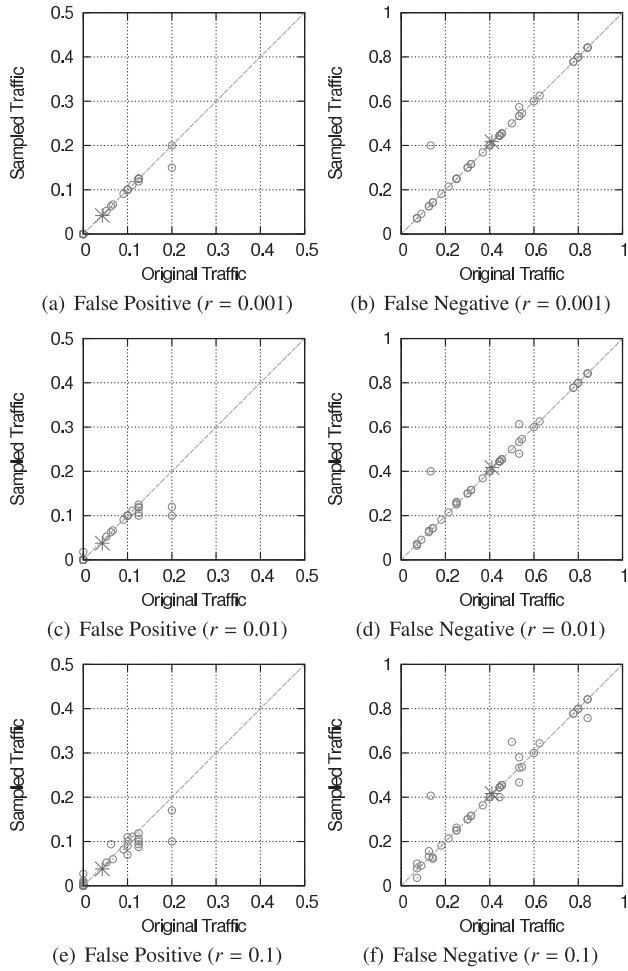 0.5
0.4
0.3
0.2
0.1
0
Sampled Traffic
0 0.1 0.2 0.3 0.4 0.5
Original Traffic
(a) False Positive (r = 0.001)
1
0.8
0.6
0.4
0.2
0
Sampled Traffic
0 0.2 0.4 0.6 0.8 1
Original Traffic
(b) False Negative (r = 0.001)
0.5
0.4
0.3
0.2
0.1
0
Sampled Traffic
0 0.1 0.2 0.3 0.4 0.5
Original Traffic
(c) False Positive (r = 0.01)
1
0.8
0.6
0.4
0.2
0
Sampled Traffic
0 0.2 0.4 0.6 0.8 1
Original Traffic
(d) False Negative (r = 0.01)
0.5
0.4
0.3
0.2
0.1
0
Sampled Traffic
0 0.1 0.2 0.3 0.4 0.5
Original Traffic
(e) False Positive (r = 0.1)
1
0.8
0.6
0.4
0.2
0
Sampled Traffic
0 0.2 0.4 0.6 0.8 1
Original Traffic
(f) False Negative (r = 0.1)